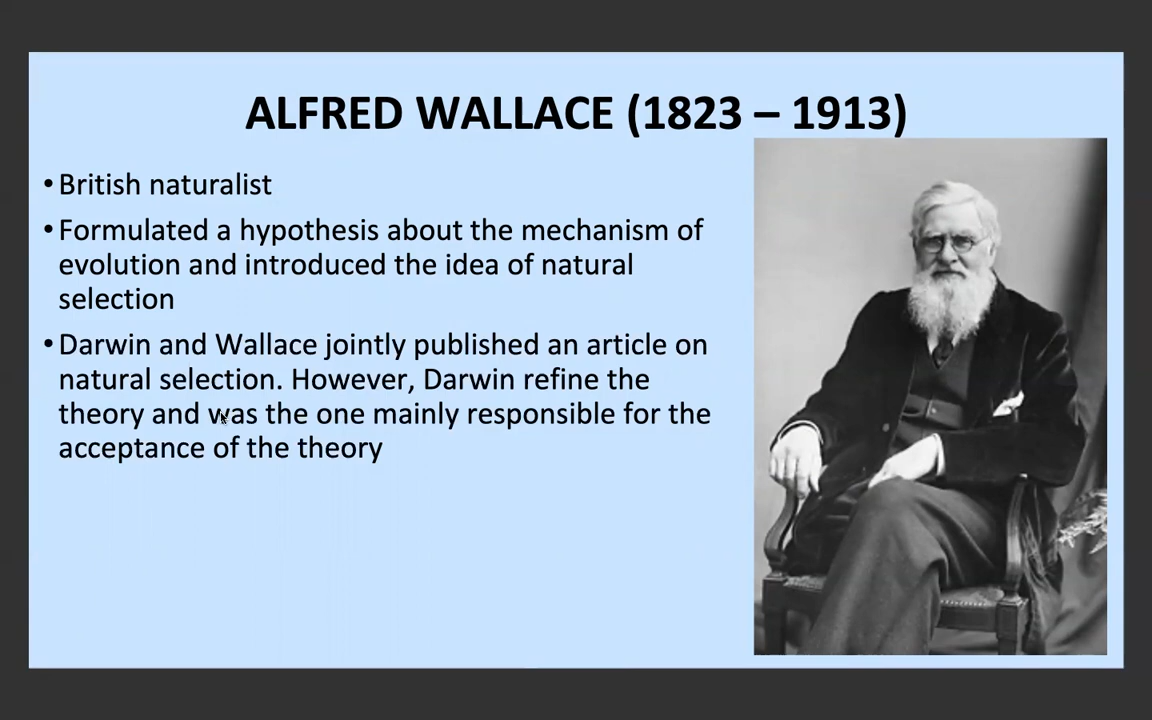 ALFRED WALLACE (1823 – 1913)
•British naturalist
•Formulated a hypothesis about the mechanism of
evolution and introduced the idea of natural
selection
•Darwin and Wallace jointly published an article on
natural selection. However, Darwin refine the
theory and was the one mainly responsible for the
acceptance of the theory